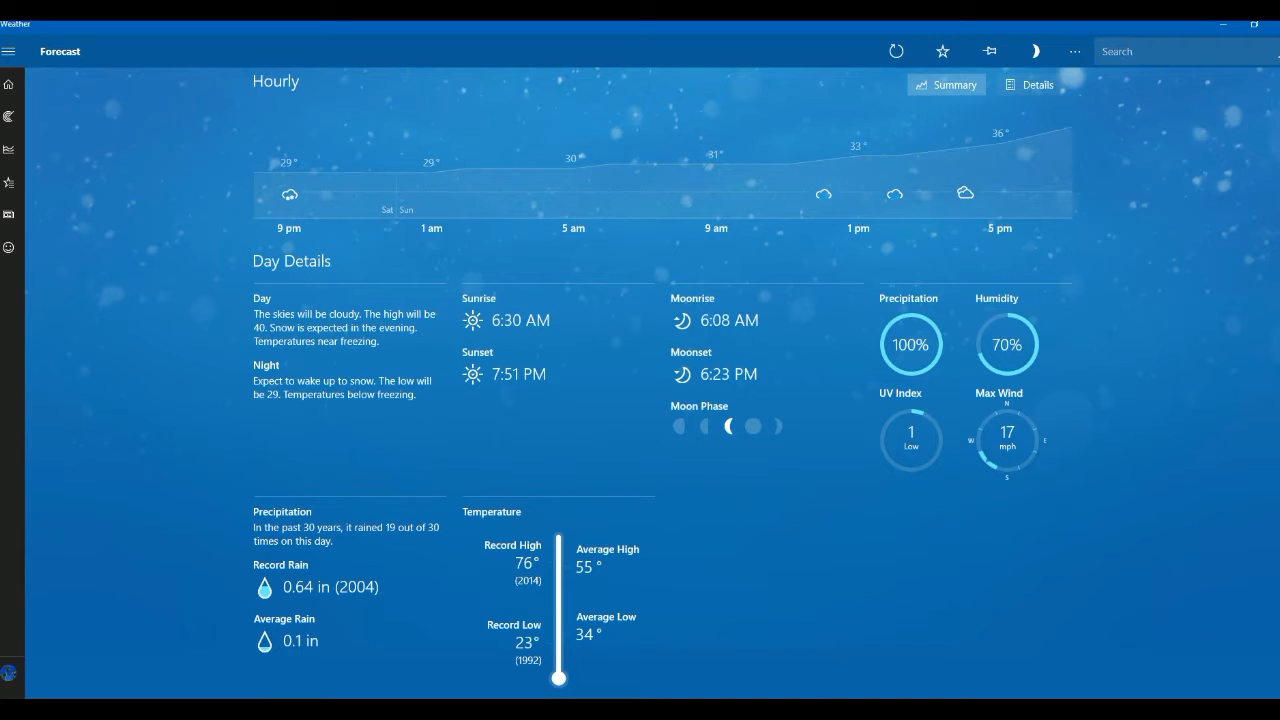 Weather
Forecast
Search
Hourly
Summary
Details
29° 29° 30° 31° 33° 36°
Sat Sun
9 pm 1 am 5 am 9 am 1 pm 5 pm
Day Details
Day
The skies will be cloudy. The high will be
40. Snow is expected in the evening.
Temperatures near freezing.
Night
Expect to wake up to snow. The low will
be 29. Temperatures below freezing.
Sunrise
6:30 AM
Sunset
7:51 PM
Moonrise
6:08 AM
Moonset
6:23 PM
Moon Phase
Precipitation
100%
Humidity
70%
UV Index
1
Low
Max Wind
N
W
17
E
mph
S
Precipitation
In the past 30 years, it rained 19 out of 30
times on this day.
Record Rain
0.64 in (2004)
Average Rain
0.1 in
Temperature
Record High
76°
(2014)
Average High
55 °
Record Low
23°
(1992)
Average Low
34 °